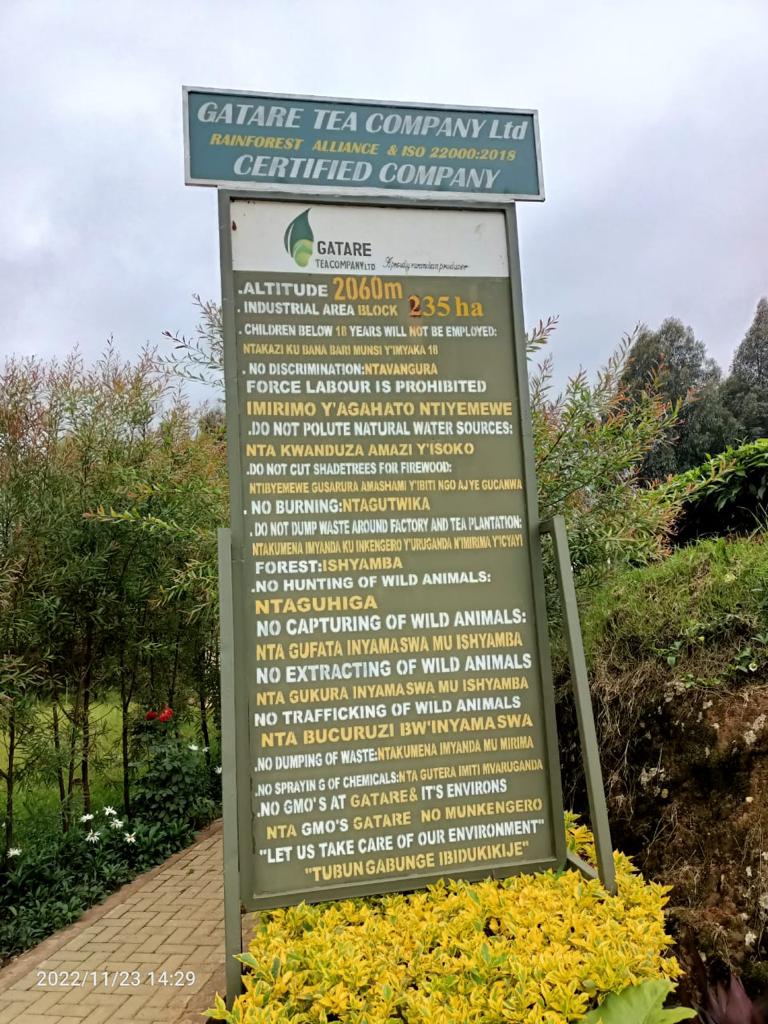 GATARE TEA COMPANY Ltd
RAINFOREST ALLIANCE & ISO 22000:2018
CERTIFIED COMPANY
GATARE
TEA COMPANY LTD
A proudly rwandan producer
.ALTITUDE 2060m
. INDUSTRIAL AREA BLOCK 235 ha
. CHILDREN BELOW 18 YEARS WILL NOT BE EMPLOYED:
NTAKAZI KU BANA BARI MUNSI Y'IMYAKA 18
. NO DISCRIMINATION:NTAVANGURA
FORCE LABOUR IS PROHIBITED
IMIRIMO Y'AGAHATO NTIYEMEWE
.DO NOT POLUTE NATURAL WATER SOURCES:
NTA KWANDUZA AMAZI Y'ISOKO
.DO NOT CUT SHADETREES FOR FIREWOOD:
NTIBYEMEWE GUSARURA AMASHAMI Y'IBITI NGO AJYE GUCANWA
. NO BURNING:NTAGUTWIKA
. DO NOT DUMP WASTE AROUND FACTORY AND TEA PLANTATION:
NTAKUMENA IMYANDA KU INKENGERO Y'URUGANDA N'IMIRIMA Y'ICYAYI
FOREST:ISHYAMBA
.NO HUNTING OF WILD ANIMALS:
NTAGUHIGA
NO CAPTURING OF WILD ANIMALS:
NTA GUFATA INYAMASWA MU ISHYAMBA
NO EXTRACTING OF WILD ANIMALS
NTA GUKURA INYAMASWA MU ISHYAMBA
NO TRAFFICKING OF WILD ANIMALS
NTA BUCURUZI BW'INYAMASWA
.NO DUMPING OF WASTE:NTAKUMENA IMYANDA MU MIRIMA
.NO SPRAYING OF CHEMICALS:NTA GUTERA IMITI MVARUGANDA
.NO GMO'S AT GATARE & IT'S ENVIRONS
NTA GMO'S GATARE NO MUNKENGERO
"LET US TAKE CARE OF OUR ENVIRONMENT"
"TUBUNGABUNGE IBIDUKIKIJE"
2022/11/23 14:29